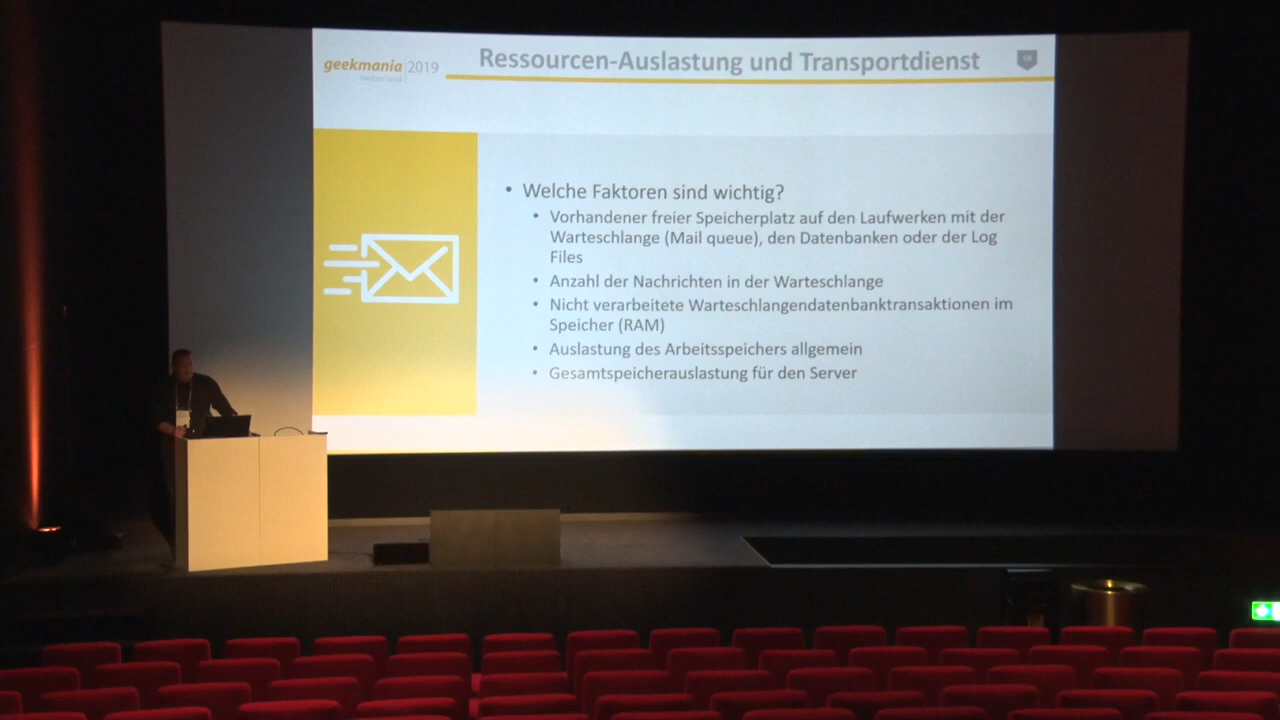 geekmania 2019
switzerland
Ressourcen-Auslastung und Transportdienst
• Welche Faktoren sind wichtig?
• Vorhandener freier Speicherplatz auf den Laufwerken mit der
Warteschlange (Mail queue), den Datenbanken oder der Log
Files
• Anzahl der Nachrichten in der Warteschlange
• Nicht verarbeitete Warteschlangendatenbanktransaktionen im
Speicher (RAM)
• Auslastung des Arbeitsspeichers allgemein
• Gesamtspeicherauslastung für den Server